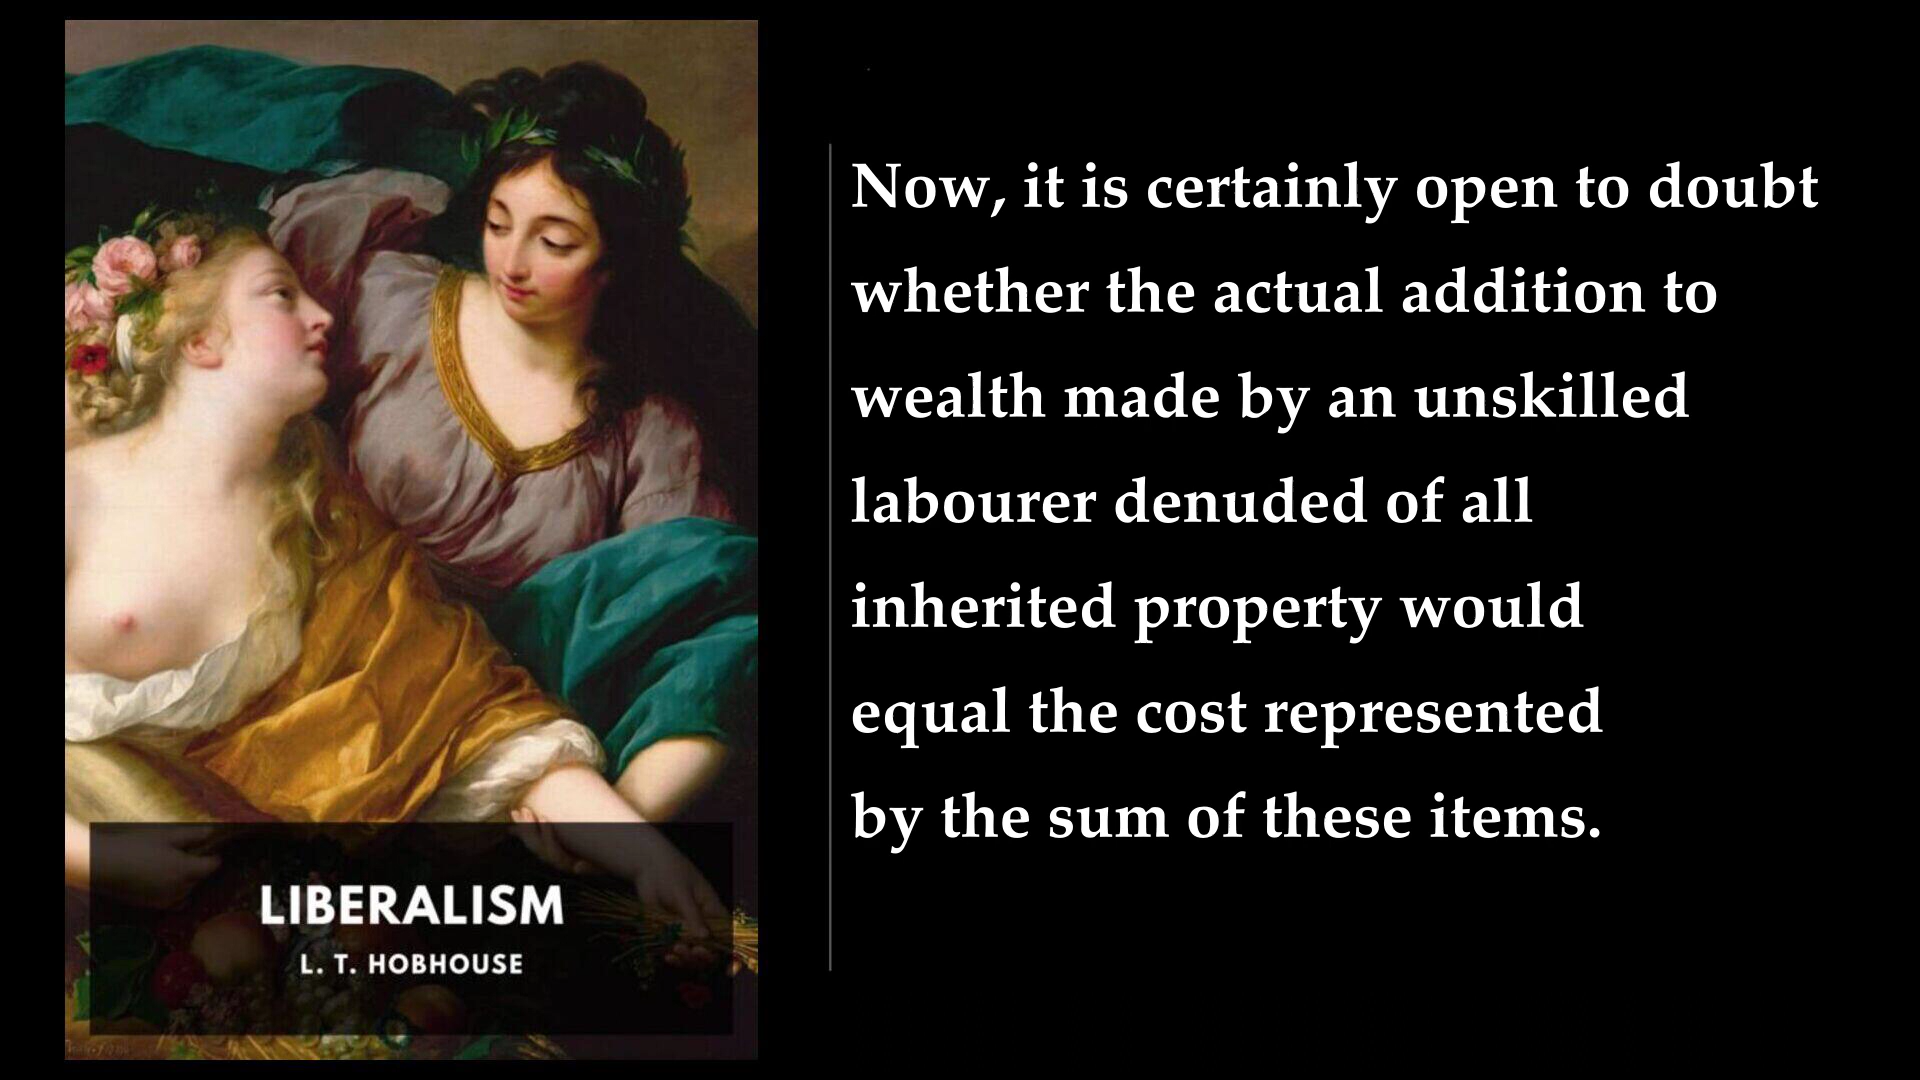 Now, it is certainly open to doubt
whether the actual addition to
wealth made by an unskilled
labourer denuded of all
inherited property would
equal the cost represented
by the sum of these items.
LIBERALISM
L. T. HOBHOUSE